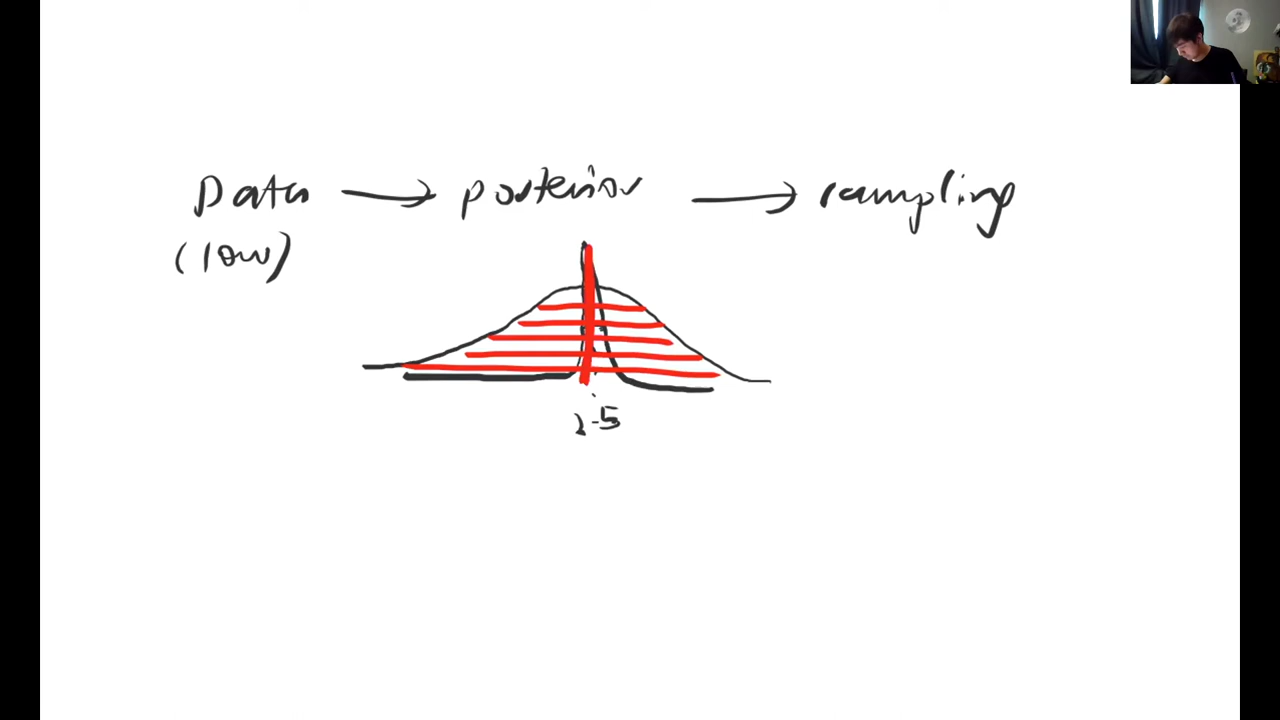 Data → posterior → sampling
(low)
2.5